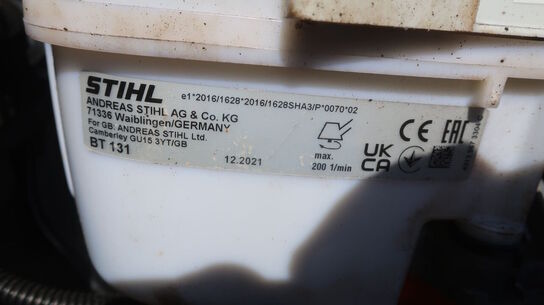 STIHL
e1*2016/1628*2016/1628SHA3/P*0070*02
ANDREAS STIHL AG & Co. KG
71336 Waiblingen/GERMANY
For GB: ANDREAS STIHL Ltd.
Camberley GU15 3YT/GB
BT 131
12.2021
max.
200 1/min
CE EAC
UK
CA